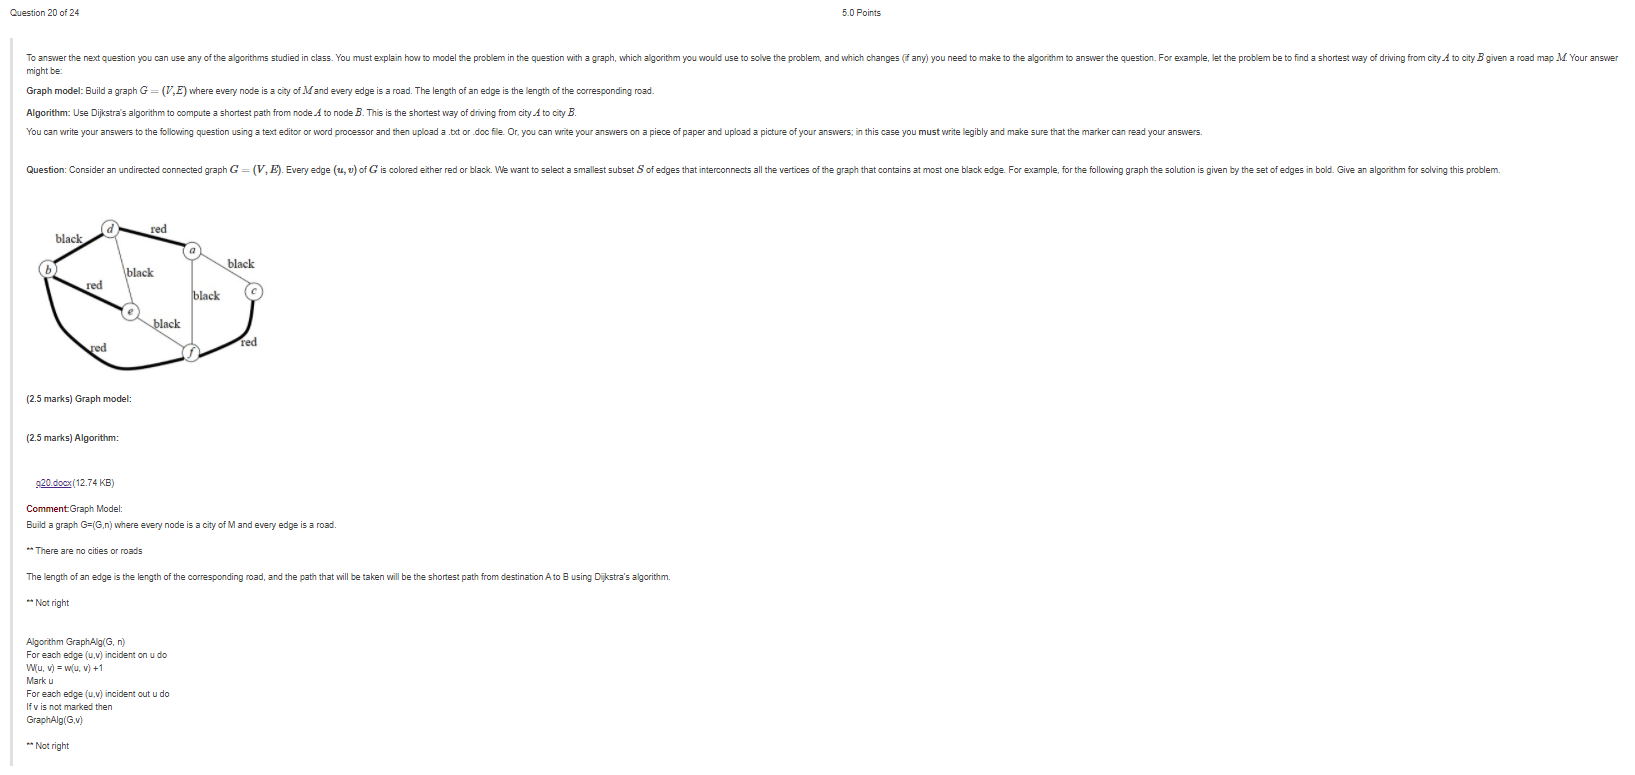 Question 20 of 24
5.0 Points
To answer the next question you can use any of the algorithms studied in class. You must explain how to model the problem in the question with a graph, which algorithm you would use to solve the problem, and which changes (if any) you need to make to the algorithm to answer the question. For example, let the problem be to find a shortest way of driving from city A to city B given a road map M. Your answer
might be:
Graph model: Build a graph G = (V,E) where every node is a city of M and every edge is a road. The length of an edge is the length of the corresponding road.
Algorithm: Use Dijkstra's algorithm to compute a shortest path from node A to node B. This is the shortest way of driving from city A to city B.
You can write your answers to the following question using a text editor or word processor and then upload a .txt or .doc file. Or, you can write your answers on a piece of paper and upload a picture of your answers; in this case you must write legibly and make sure that the marker can read your answers.
Question: Consider an undirected connected graph G = (V, E). Every edge (u, v) of G is colored either red or black. We want to select a smallest subset S of edges that interconnects all the vertices of the graph that contains at most one black edge. For example, for the following graph the solution is given by the set of edges in bold. Give an algorithm for solving this problem.
d
red
black
a
black
b
black
red
black
c
e
black
red
f
red
(2.5 marks) Graph model:
(2.5 marks) Algorithm:
q20.docx(12.74 KB)
Comment:Graph Model:
Build a graph G=(G,n) where every node is a city of M and every edge is a road.
** There are no cities or roads
The length of an edge is the length of the corresponding road, and the path that will be taken will be the shortest path from destination A to B using Dijkstra's algorithm.
** Not right
Algorithm GraphAlg(G, n)
For each edge (u,v) incident on u do
W(u, v) = w(u, v) +1
Mark u
For each edge (u,v) incident out u do
If v is not marked then
GraphAlg(G,v)
** Not right